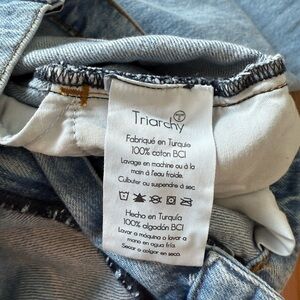 Triarchy
Fabriqué en Turquie
100% coton BCI
Lavage en machine ou à la
main à l'eau froide.
Culbuter ou suspendre à sec
Hecho en Turquía
100% algodón BCI
Lavar a máquina o lavar a
mano en agua fría.
Secar o colgar en seco.